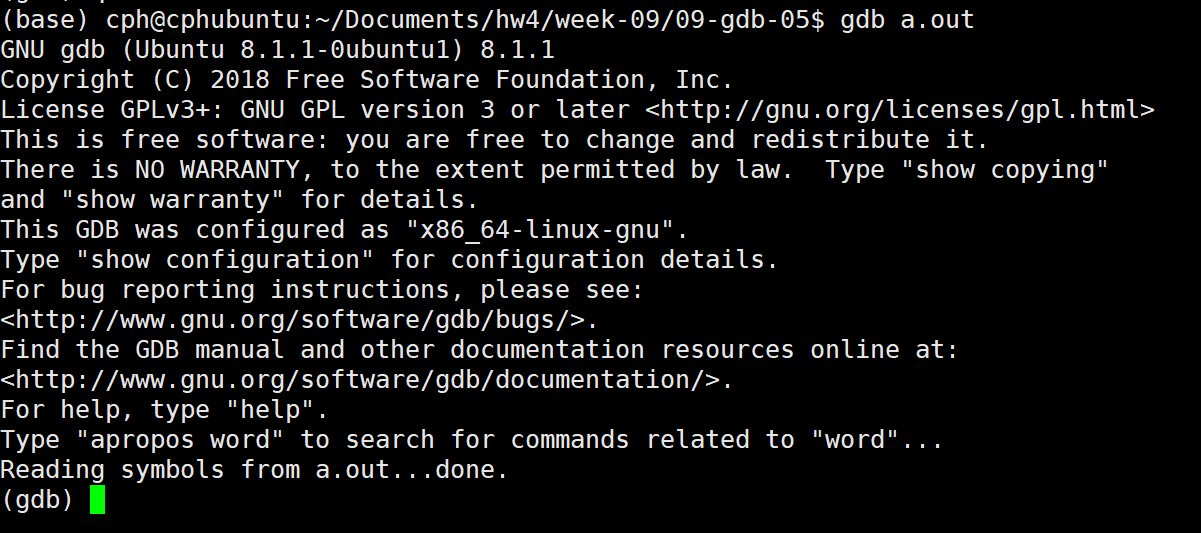 (base) cph@cphubuntu:~/Documents/hw4/week-09/09-gdb-05$ gdb a.out
GNU gdb (Ubuntu 8.1.1-0ubuntu1) 8.1.1
Copyright (C) 2018 Free Software Foundation, Inc.
License GPLv3+: GNU GPL version 3 or later <http://gnu.org/licenses/gpl.html>
This is free software: you are free to change and redistribute it.
There is NO WARRANTY, to the extent permitted by law.  Type "show copying"
and "show warranty" for details.
This GDB was configured as "x86_64-linux-gnu".
Type "show configuration" for configuration details.
For bug reporting instructions, please see:
<http://www.gnu.org/software/gdb/bugs/>.
Find the GDB manual and other documentation resources online at:
<http://www.gnu.org/software/gdb/documentation/>.
For help, type "help".
Type "apropos word" to search for commands related to "word"...
Reading symbols from a.out...done.
(gdb)